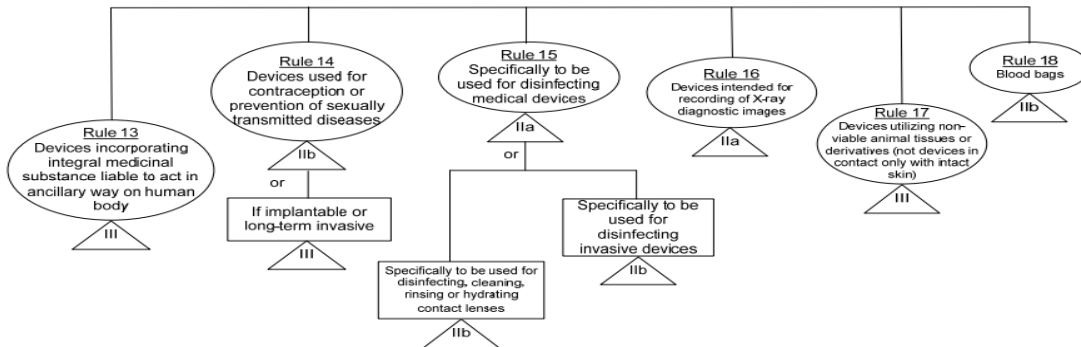 Rule 13
Devices incorporating
integral medicinal
substance liable to act in
ancillary way on human
body
III
Rule 14
Devices used for
contraception or
prevention of sexually
transmitted diseases
IIb
or
If implantable or
long-term invasive
III
Rule 15
Specifically to be
used for disinfecting
medical devices
IIa
or
Specifically to be used for
disinfecting, cleaning,
rinsing or hydrating
contact lenses
IIb
Specifically to be
used for
disinfecting
invasive devices
IIb
Rule 16
Devices intended for
recording of X-ray
diagnostic images
IIa
Rule 17
Devices utilizing non-
viable animal tissues or
derivatives (not devices in
contact only with intact
skin)
III
Rule 18
Blood bags
IIb